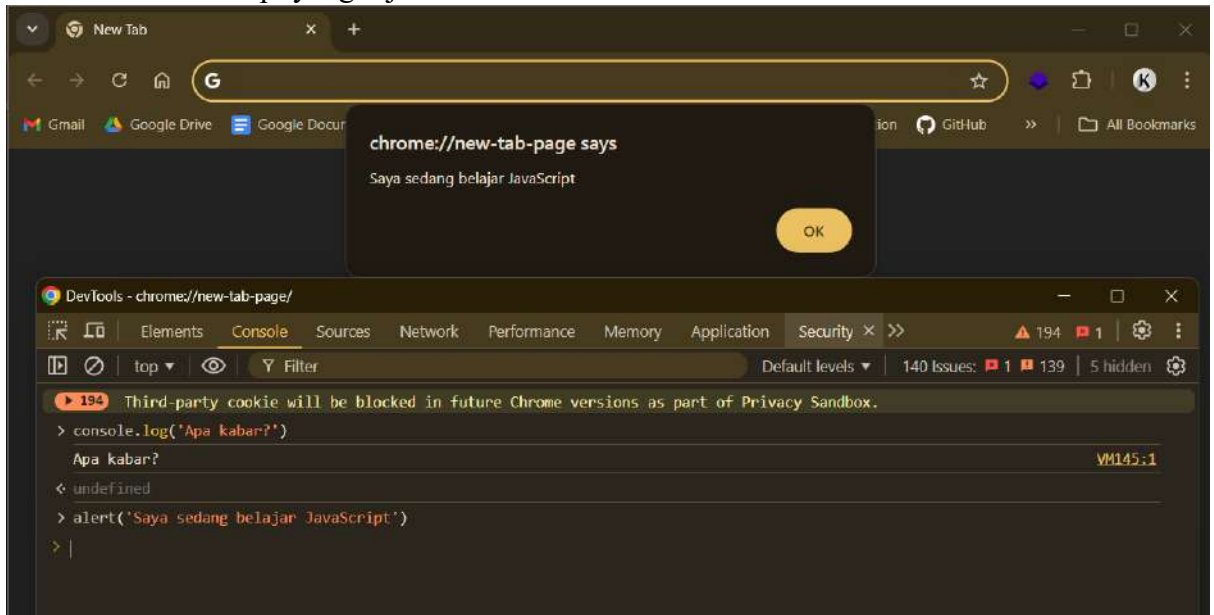 New Tab
G
K
Gmail
Google Drive
Google Docu
ion
GitHub
»
All Bookmarks
chrome://new-tab-page says
Saya sedang belajar JavaScript
OK
DevTools - chrome://new-tab-page/
Elements Console Sources Network Performance Memory Application Security 194 1
top Filter Default levels 140 Issues: 1 139 5 hidden
194 Third-party cookie will be blocked in future Chrome versions as part of Privacy Sandbox.
> console.log('Apa kabar?')
Apa kabar? VM145:1
undefined
> alert('Saya sedang belajar JavaScript')
>